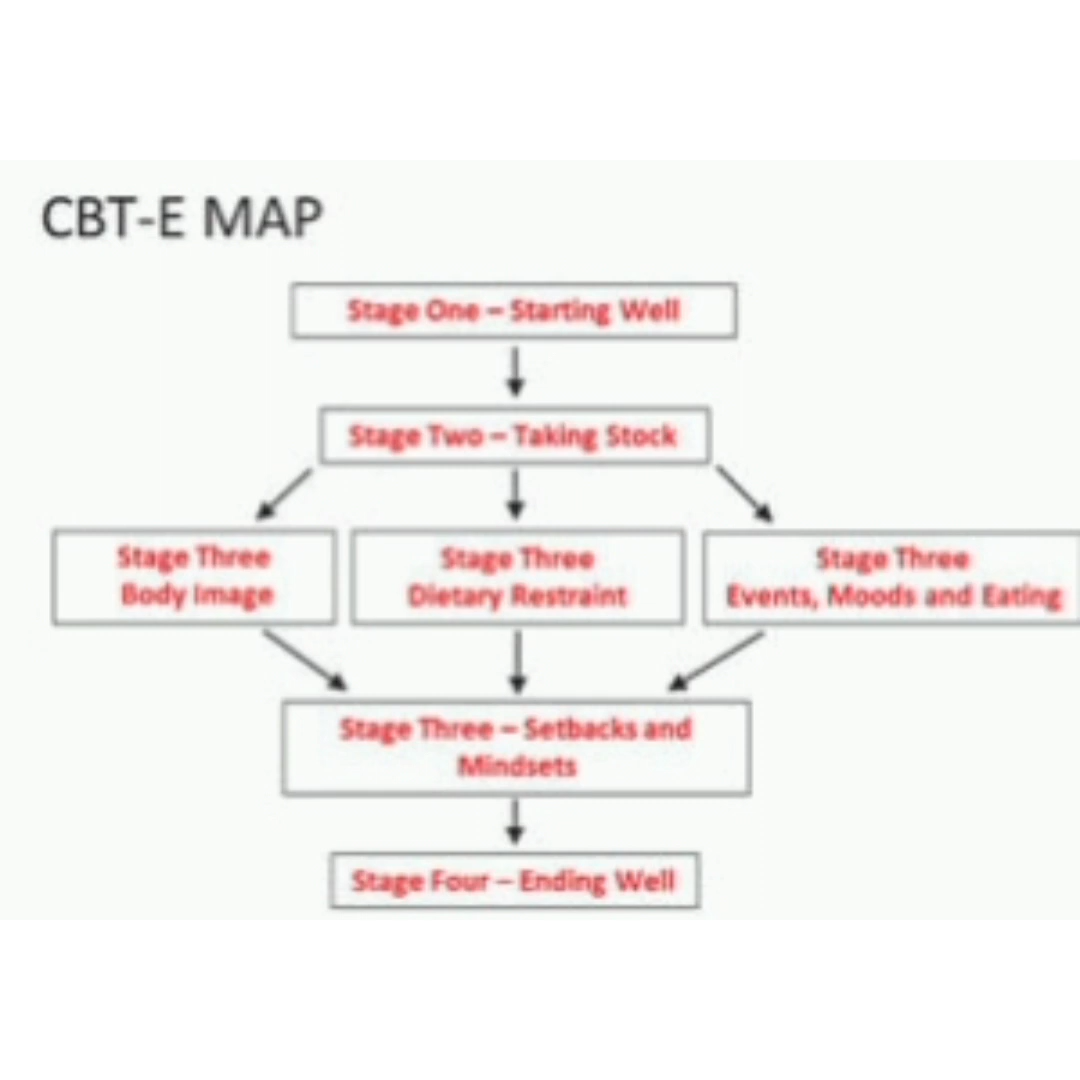 CBT-E MAP
Stage One – Starting Well
Stage Two – Taking Stock
Stage Three
Body Image
Stage Three
Dietary Restraint
Stage Three
Events, Moods and Eating
Stage Three – Setbacks and
Mindsets
Stage Four – Ending Well